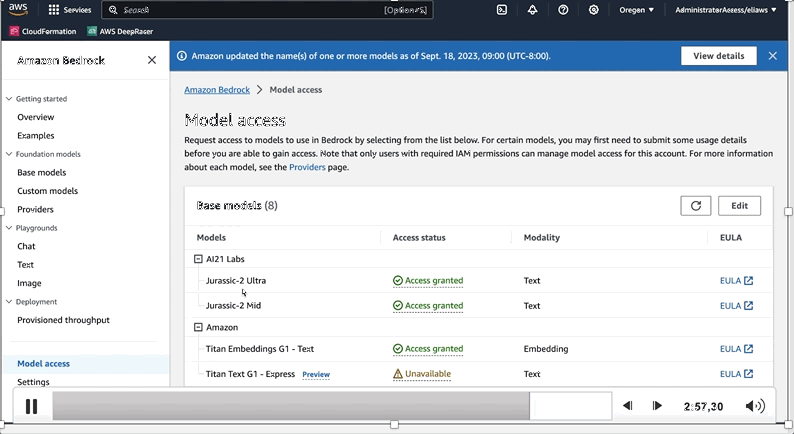 aws
Services
Search
[Option+S]
Oregon
AdministratorAccess/eliaws
CloudFormation
AWS DeepRaser
Amazon Bedrock
Getting started
Overview
Examples
Foundation models
Base models
Custom models
Providers
Playgrounds
Chat
Text
Image
Deployment
Provisioned throughput
Model access
Settings
Amazon updated the name(s) of one or more models as of Sept. 18, 2023, 09:00 (UTC-8:00).
View details
Amazon Bedrock
Model access
Model access
Request access to models to use in Bedrock by selecting from the list below. For certain models, you may first need to submit some usage details
before you are able to gain access. Note that only users with required IAM permissions can manage model access for this account. For more information
about each model, see the Providers page.
Base models (8)
Edit
Models Access status Modality EULA
AI21 Labs
Jurassic-2 Ultra Access granted Text EULA
Jurassic-2 Mid Access granted Text EULA
Amazon
Titan Embeddings G1 - Text Access granted Embedding EULA
Titan Text G1 - Express Preview Unavailable Text EULA
2:57,30